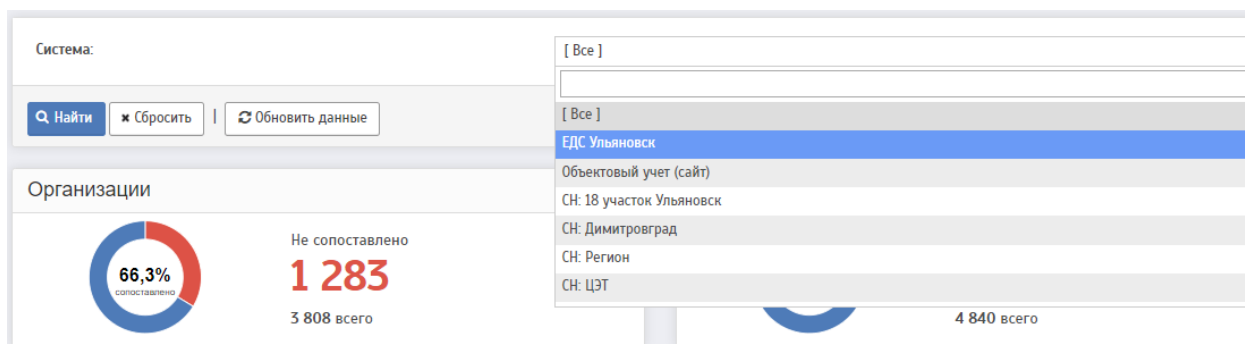 Система:
[ Все ]
Найти
Сбросить
|
Обновить данные
[ Все ]
ЕДС Ульяновск
Объектовый учет (сайт)
СН: 18 участок Ульяновск
СН: Димитровград
СН: Регион
СН: ЦЭТ
Организации
66,3%
сопоставлено
Не сопоставлено
1 283
3 808 всего
4 840 всего